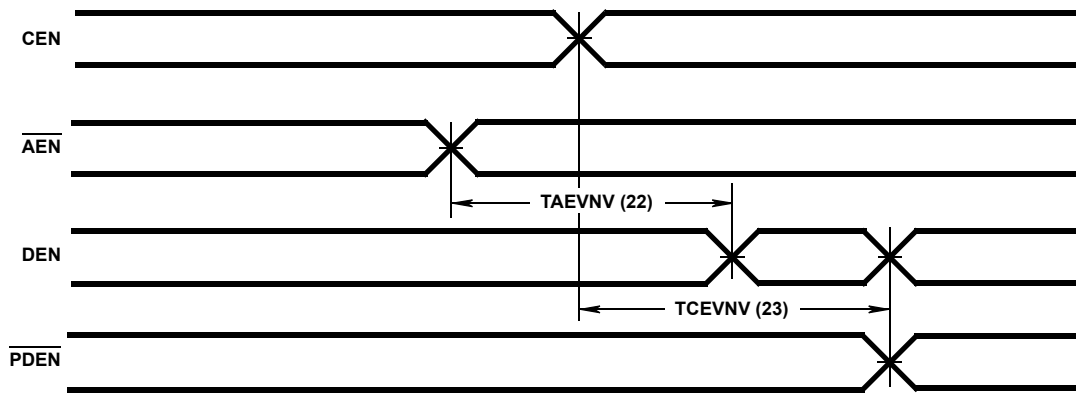 CEN
AEN
TAEVNV (22)
DEN
TCEVNV (23)
PDEN